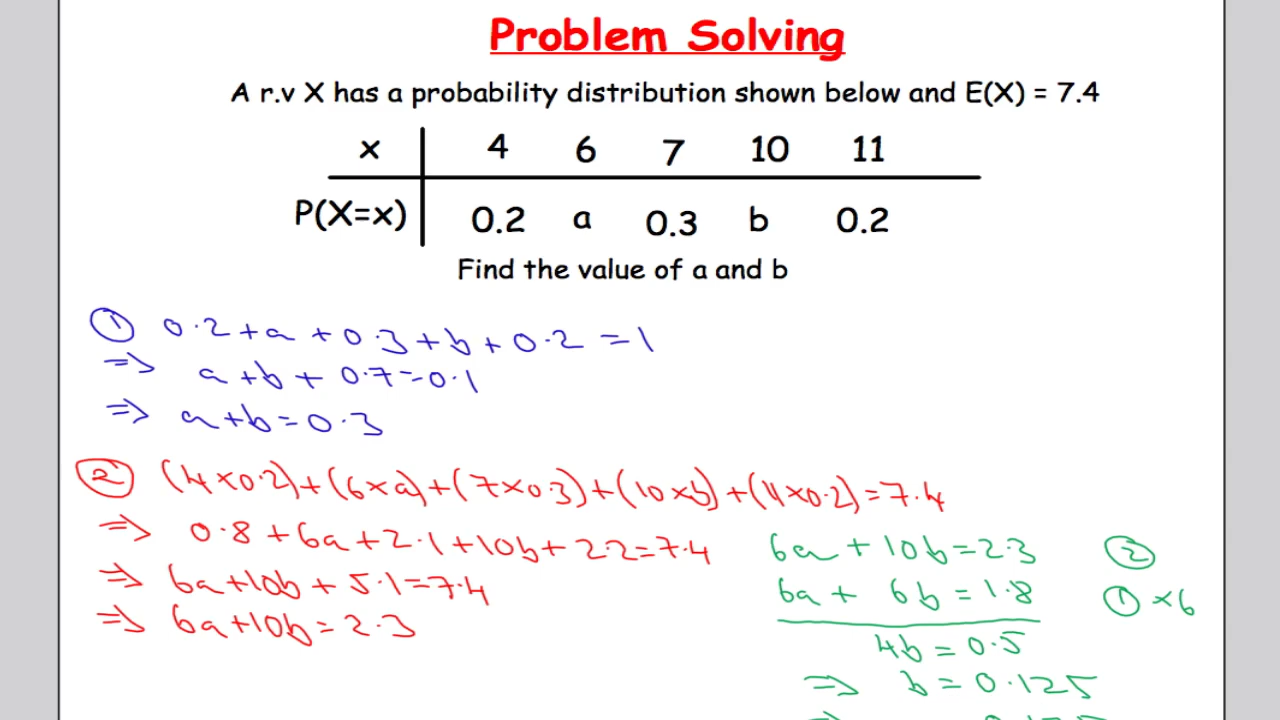 Problem Solving
A r.v X has a probability distribution shown below and E(X) = 7.4
x 4 6 7 10 11
P(X=x) 0.2 a 0.3 b 0.2
Find the value of a and b
① 0.2 + a + 0.3 + b + 0.2 = 1
⇒ a + b + 0.7 = 0.1
⇒ a + b = 0.3
② (4×0.2)+(6×a)+(7×0.3)+(10×b)+(11×0.2)=7.4
⇒ 0.8 + 6a + 2.1 + 10b + 2.2 = 7.4
⇒ 6a + 10b + 5.1 = 7.4
⇒ 6a + 10b = 2.3
6a + 10b = 2.3 ②
6a + 6b = 1.8 ① × 6
4b = 0.5
⇒ b = 0.125